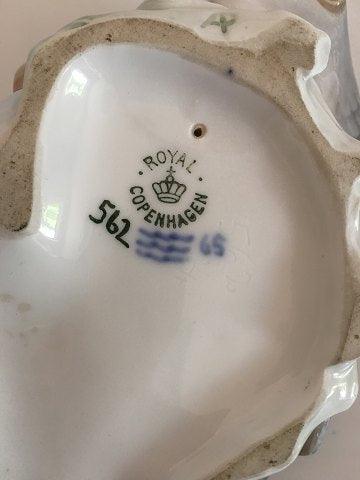 · ROYAL ·
COPENHAGEN
562
65